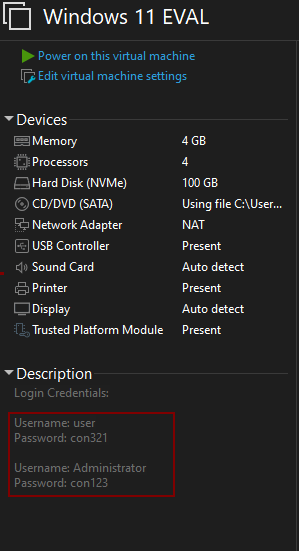 Windows 11 EVAL
Power on this virtual machine
Edit virtual machine settings
Devices
Memory 4 GB
Processors 4
Hard Disk (NVMe) 100 GB
CD/DVD (SATA) Using file C:\User...
Network Adapter NAT
USB Controller Present
Sound Card Auto detect
Printer Present
Display Auto detect
Trusted Platform Module Present
Description
Login Credentials:
Username: user
Password: con321
Username: Administrator
Password: con123